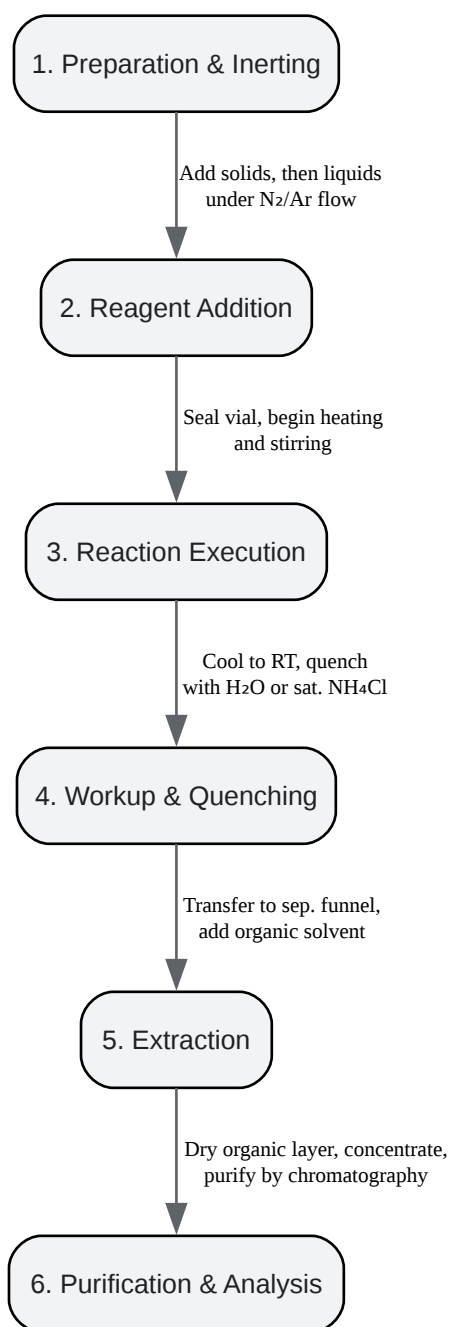 1. Preparation & Inerting
Add solids, then liquids
under N₂/Ar flow
2. Reagent Addition
Seal vial, begin heating
and stirring
3. Reaction Execution
Cool to RT, quench
with H₂O or sat. NH₄Cl
4. Workup & Quenching
Transfer to sep. funnel,
add organic solvent
5. Extraction
Dry organic layer, concentrate,
purify by chromatography
6. Purification & Analysis